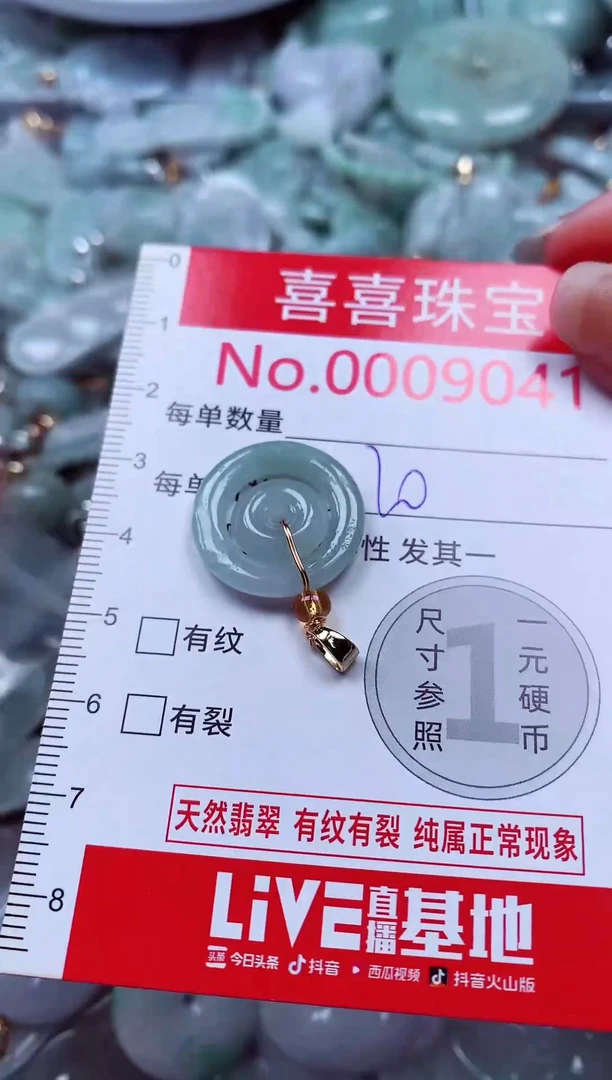 0
喜喜珠宝
1
No.0009041
2
每单数量
3
每单
20
4
性发其一
5
有纹
尺寸参照
1
一元硬币
6
有裂
7
天然翡翠 有纹有裂 纯属正常现象
8
LiVE直播基地
头条 今日头条 抖音 西瓜视频 抖音火山版